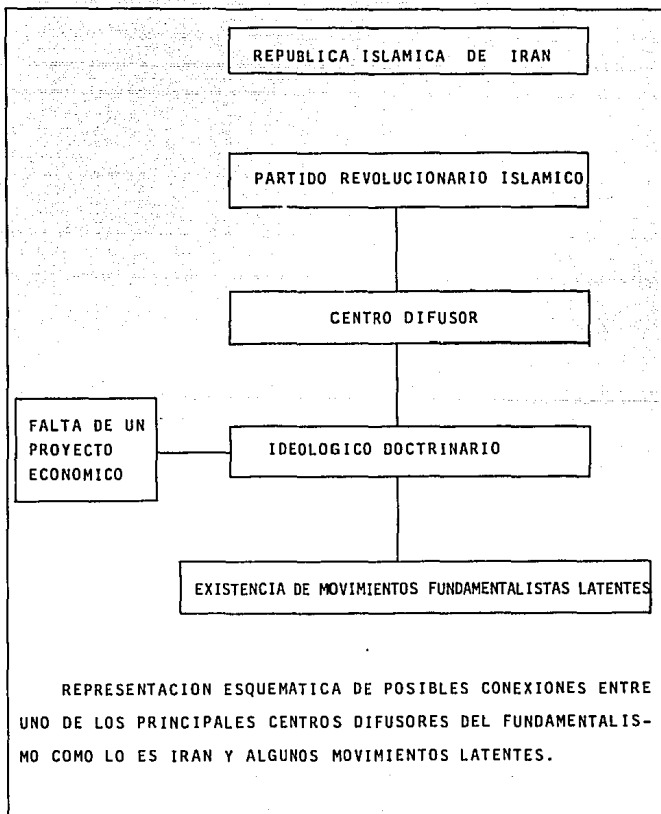 REPUBLICA ISLAMICA DE IRAN
PARTIDO REVOLUCIONARIO ISLAMICO
CENTRO DIFUSOR
FALTA DE UN
PROYECTO
ECONOMICO
IDEOLOGICO DOCTRINARIO
EXISTENCIA DE MOVIMIENTOS FUNDAMENTALISTAS LATENTES
REPRESENTACION ESQUEMATICA DE POSIBLES CONEXIONES ENTRE
UNO DE LOS PRINCIPALES CENTROS DIFUSORES DEL FUNDAMENTALIS-
MO COMO LO ES IRAN Y ALGUNOS MOVIMIENTOS LATENTES.